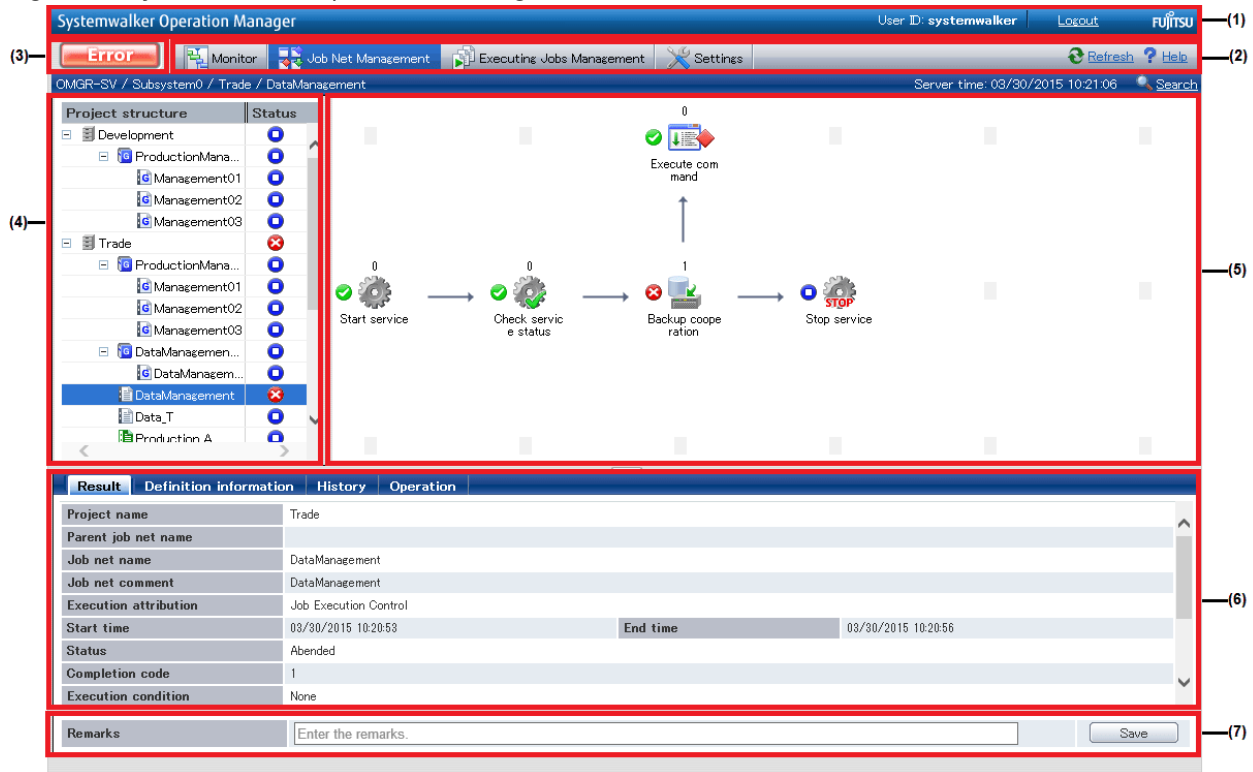 Systemwalker Operation Manager User ID: systemwalker Logout FUJITSU (1)
(3) Error Monitor Job Net Management Executing Jobs Management Settings Refresh ? Help (2)
OMGR-SV / Subsystem0 / Trade / DataManagement Server time: 03/30/2015 10:21:06 Search
Project structure Status
Development
ProductionMana...
Management01
Management02
Management03
(4)
Trade
ProductionMana...
Management01
Management02
Management03
DataManagemen...
DataManagem...
DataManagement
Data_T
Production A
0
Execute com
mand
0
Start service
0
Check servic
e status
1
Backup coope
ration
STOP
Stop service
(5)
Result Definition information History Operation
Project name Trade
Parent job net name
Job net name DataManagement
Job net comment DataManagement
Execution attribution Job Execution Control
(6)
Start time 03/30/2015 10:20:53 End time 03/30/2015 10:20:56
Status Abended
Completion code 1
Execution condition None
Remarks Enter the remarks. Save (7)